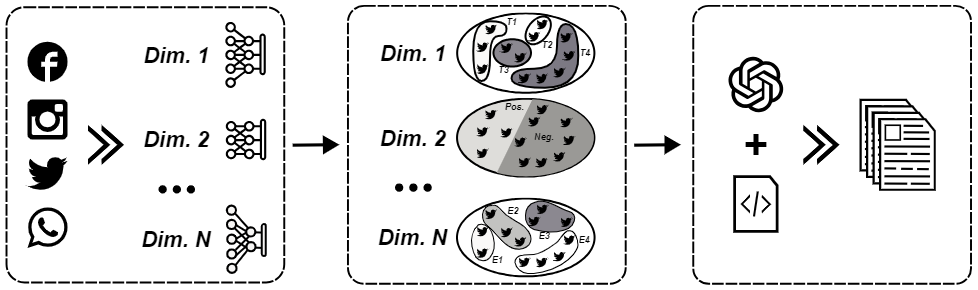 Dim. 1
Dim. 2
...
Dim. N
Dim. 1
T1
T2
T3
T4
Dim. 2
Pos.
Neg.
...
Dim. N
E1
E2
E3
E4
+
</>